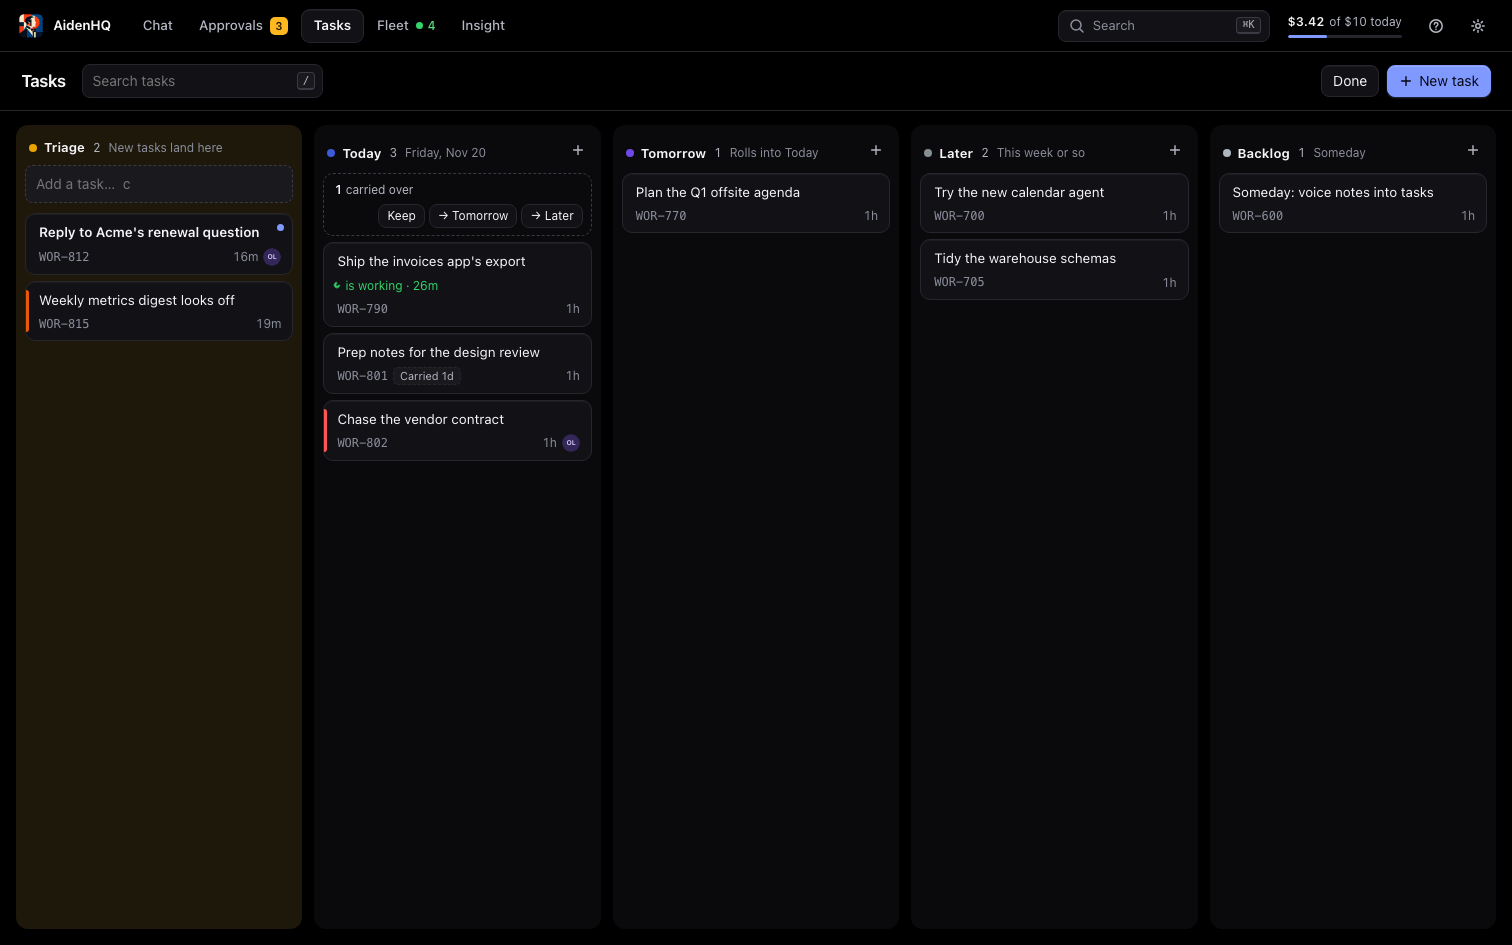 AidenHQ
Chat
Approvals 3
Tasks
Fleet 4
Insight
Search ⌘K
$3.42 of $10 today
Tasks
Search tasks /
Done
+ New task
Triage 2 New tasks land here
Add a task... c
Reply to Acme's renewal question
WOR-812 16m OL
Weekly metrics digest looks off
WOR-815 19m
Today 3 Friday, Nov 20 +
1 carried over
Keep → Tomorrow → Later
Ship the invoices app's export
is working · 26m
WOR-790 1h
Prep notes for the design review
WOR-801 Carried 1d 1h
Chase the vendor contract
WOR-802 1h OL
Tomorrow 1 Rolls into Today +
Plan the Q1 offsite agenda
WOR-770 1h
Later 2 This week or so +
Try the new calendar agent
WOR-700 1h
Tidy the warehouse schemas
WOR-705 1h
Backlog 1 Someday +
Someday: voice notes into tasks
WOR-600 1h